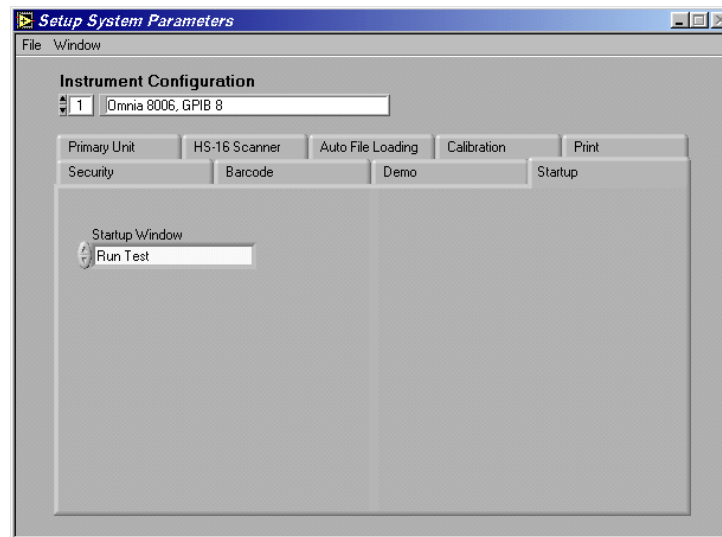 Setup System Parameters
File Window
Instrument Configuration
1 Omnia 8006, GPIB 8
Primary Unit HS-16 Scanner Auto File Loading Calibration Print
Security Barcode Demo Startup
Startup Window
Run Test